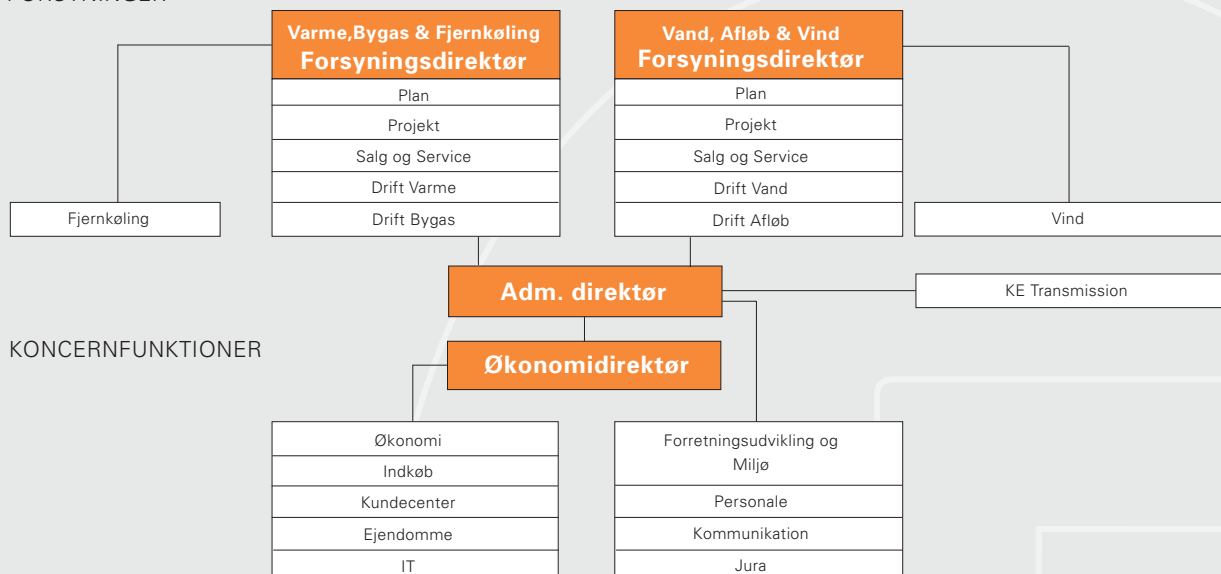 Varme,Bygas & Fjernkøling
Forsyningsdirektør
Plan
Projekt
Salg og Service
Drift Varme
Drift Bygas
Vand, Afløb & Vind
Forsyningsdirektør
Plan
Projekt
Salg og Service
Drift Vand
Drift Afløb
Fjernkøling
Vind
Adm. direktør
KE Transmission
KONCERNFUNKTIONER
Økonomidirektør
Økonomi
Indkøb
Kundecenter
Ejendomme
IT
Forretningsudvikling og
Miljø
Personale
Kommunikation
Jura